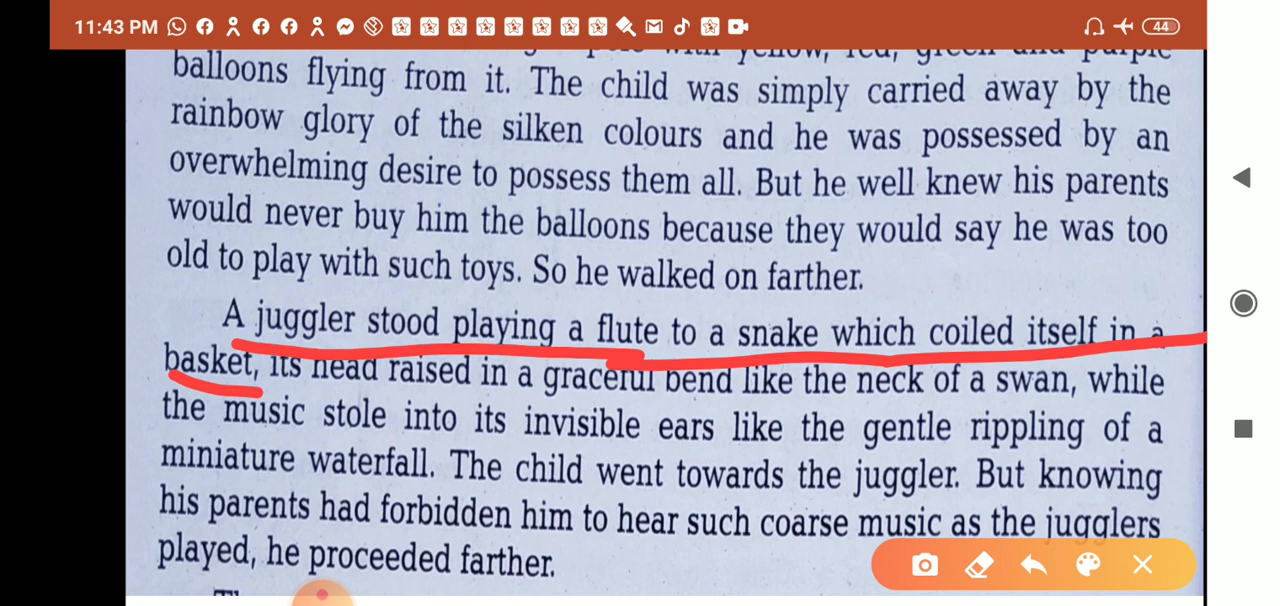 11:43 PM 44
with yellow, red, green and purple
balloons flying from it. The child was simply carried away by the
rainbow glory of the silken colours and he was possessed by an
overwhelming desire to possess them all. But he well knew his parents
would never buy him the balloons because they would say he was too
old to play with such toys. So he walked on farther.
A juggler stood playing a flute to a snake which coiled itself in a
basket, its head raised in a graceful bend like the neck of a swan, while
the music stole into its invisible ears like the gentle rippling of a
miniature waterfall. The child went towards the juggler. But knowing
his parents had forbidden him to hear such coarse music as the jugglers
played, he proceeded farther.